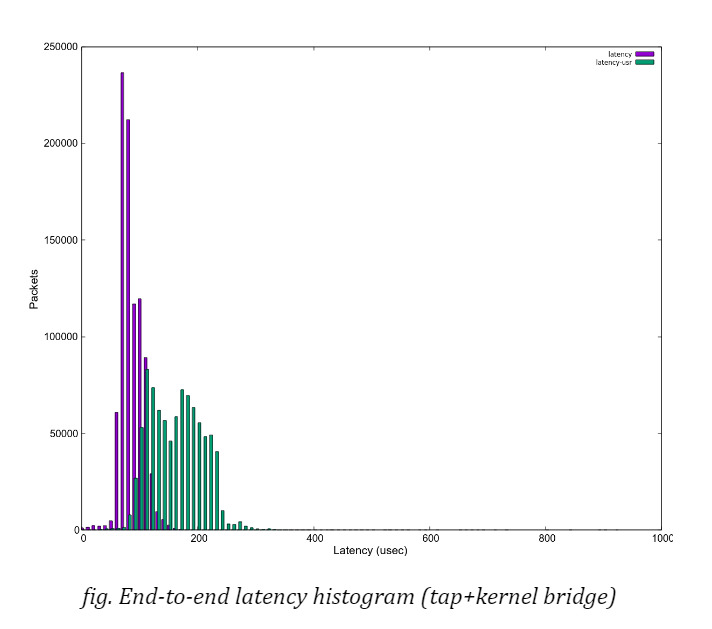 250000
latency
latency-usr
200000
150000
Packets
100000
50000
0
0 200 400 600 800 1000
Latency (usec)
fig. End-to-end latency histogram (tap+kernel bridge)